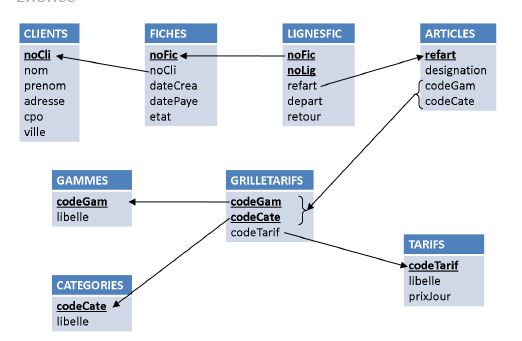 CLIENTS
noCli
nom
prenom
adresse
cpo
ville
FICHES
noFic
noCli
dateCrea
datePaye
etat
LIGNESFIC
noFic
noLig
refart
depart
retour
ARTICLES
refart
designation
codeGam
codeCate
GAMMES
codeGam
libelle
GRILLETARIFS
codeGam
codeCate
codeTarif
TARIFS
codeTarif
libelle
prixJour
CATEGORIES
codeCate
libelle